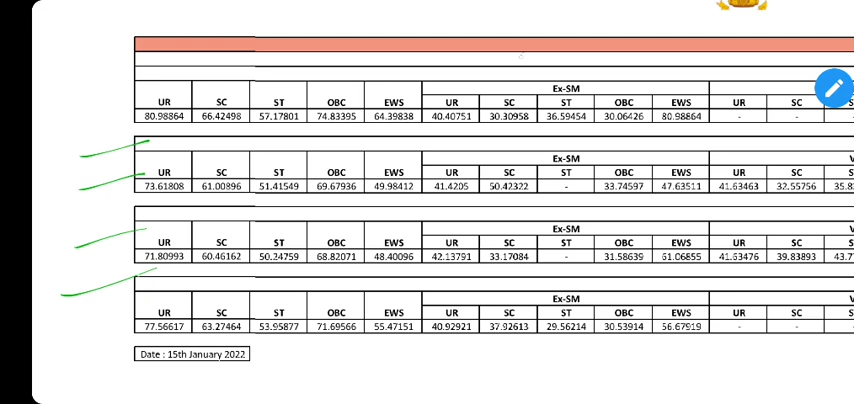 Ex-SM
UR SC ST OBC EWS UR SC ST OBC EWS UR SC
80.98864 66.42498 57.17801 74.83395 64.39838 40.40751 30.30958 36.59454 30.06426 80.98864 - -
Ex-SM V
UR SC ST OBC EWS UR SC ST OBC EWS UR SC S
73.61808 61.00896 51.41549 69.67936 49.98412 41.4205 50.42322 - 33.74597 47.63511 41.63463 32.55756 35.8
Ex-SM V
UR SC ST OBC EWS UR SC ST OBC EWS UR SC S
71.80993 60.46162 50.24759 68.82071 48.40096 42.13791 33.17084 - 31.58639 61.06855 41.63476 39.83893 43.7
Ex-SM V
UR SC ST OBC EWS UR SC ST OBC EWS UR SC S
77.56617 63.27464 53.95877 71.69566 55.47151 40.92921 37.92613 29.56214 30.53914 56.67919 - -
Date : 15th January 2022